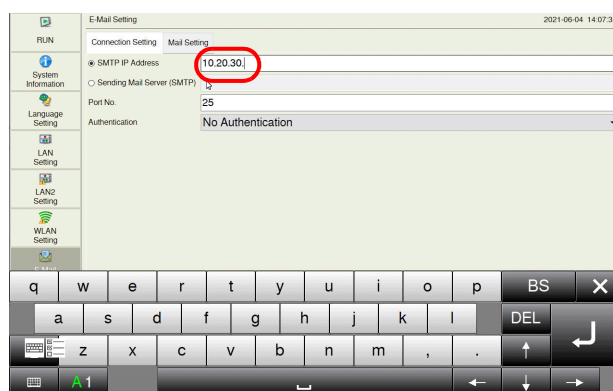 E-Mail Setting
2021-06-04 14:07:3
RUN
Connection Setting
Mail Setting
SMTP IP Address
10.20.30.
System
Information
Sending Mail Server (SMTP)
Port No.
25
Language
Setting
Authentication
No Authentication
LAN
Setting
LAN2
Setting
WLAN
Setting
E-Mail
q w e r t y u i o p BS X
a s d f g h j k l DEL
z x c v b n m , .
A 1